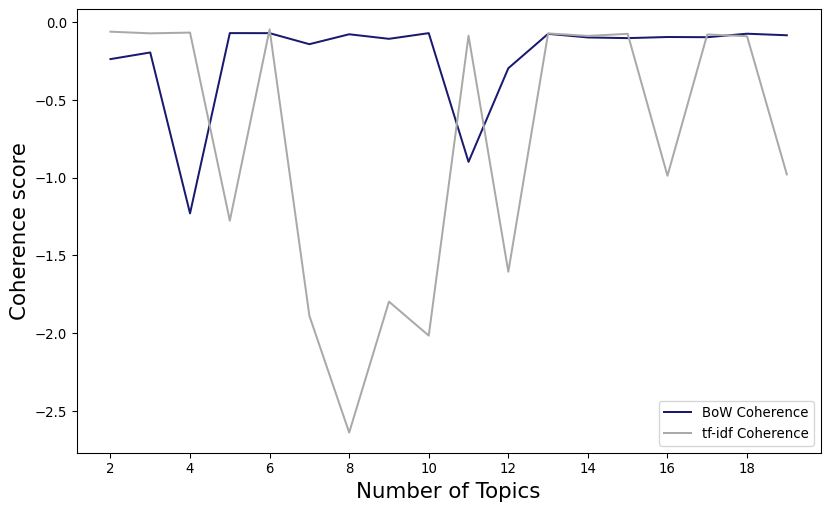 0.0
−0.5
−1.0
−1.5
−2.0
−2.5
Coherence score
2 4 6 8 10 12 14 16 18
Number of Topics
BoW Coherence
tf-idf Coherence